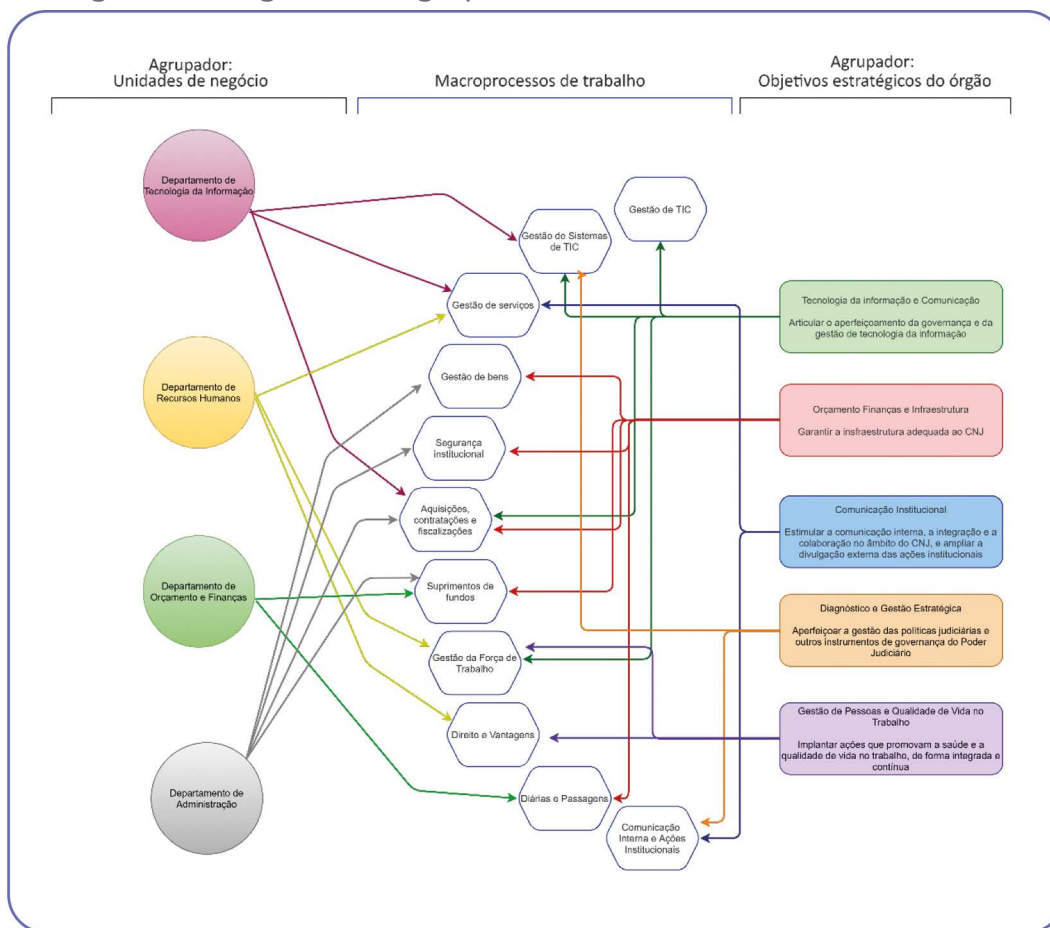 Agrupador:
Unidades de negócio
Macroprocessos de trabalho
Agrupador:
Objetivos estratégicos do órgão
Departamento de
Tecnologia da Informação
Departamento de
Recursos Humanos
Departamento de
Orçamento e Finanças
Departamento de
Administração
Gestão de TIC
Gestão de Sistemas
de TIC
Gestão de serviços
Gestão de bens
Segurança
institucional
Aquisições,
contratações e
fiscalizações
Suprimentos de
fundos
Gestão da Força de
Trabalho
Direito e Vantagens
Diárias e Passagens
Comunicação
Interna e Ações
Institucionais
Tecnologia da informação e Comunicação
Articular o aperfeiçoamento da governança e da
gestão de tecnologia da informação
Orçamento Finanças e Infraestrutura
Garantir a insfraestrutura adequada ao CNJ
Comunicação Institucional
Estimular a comunicação interna, a integração e a
colaboração no âmbito do CNJ, e ampliar a
divulgação externa das ações institucionais
Diagnóstico e Gestão Estratégica
Aperfeiçoar a gestão das políticas judiciárias e
outros instrumentos de governança do Poder
Judiciário
Gestão de Pessoas e Qualidade de Vida no
Trabalho
Implantar ações que promovam a saúde e a
qualidade de vida no trabalho, de forma integrada e
contínua